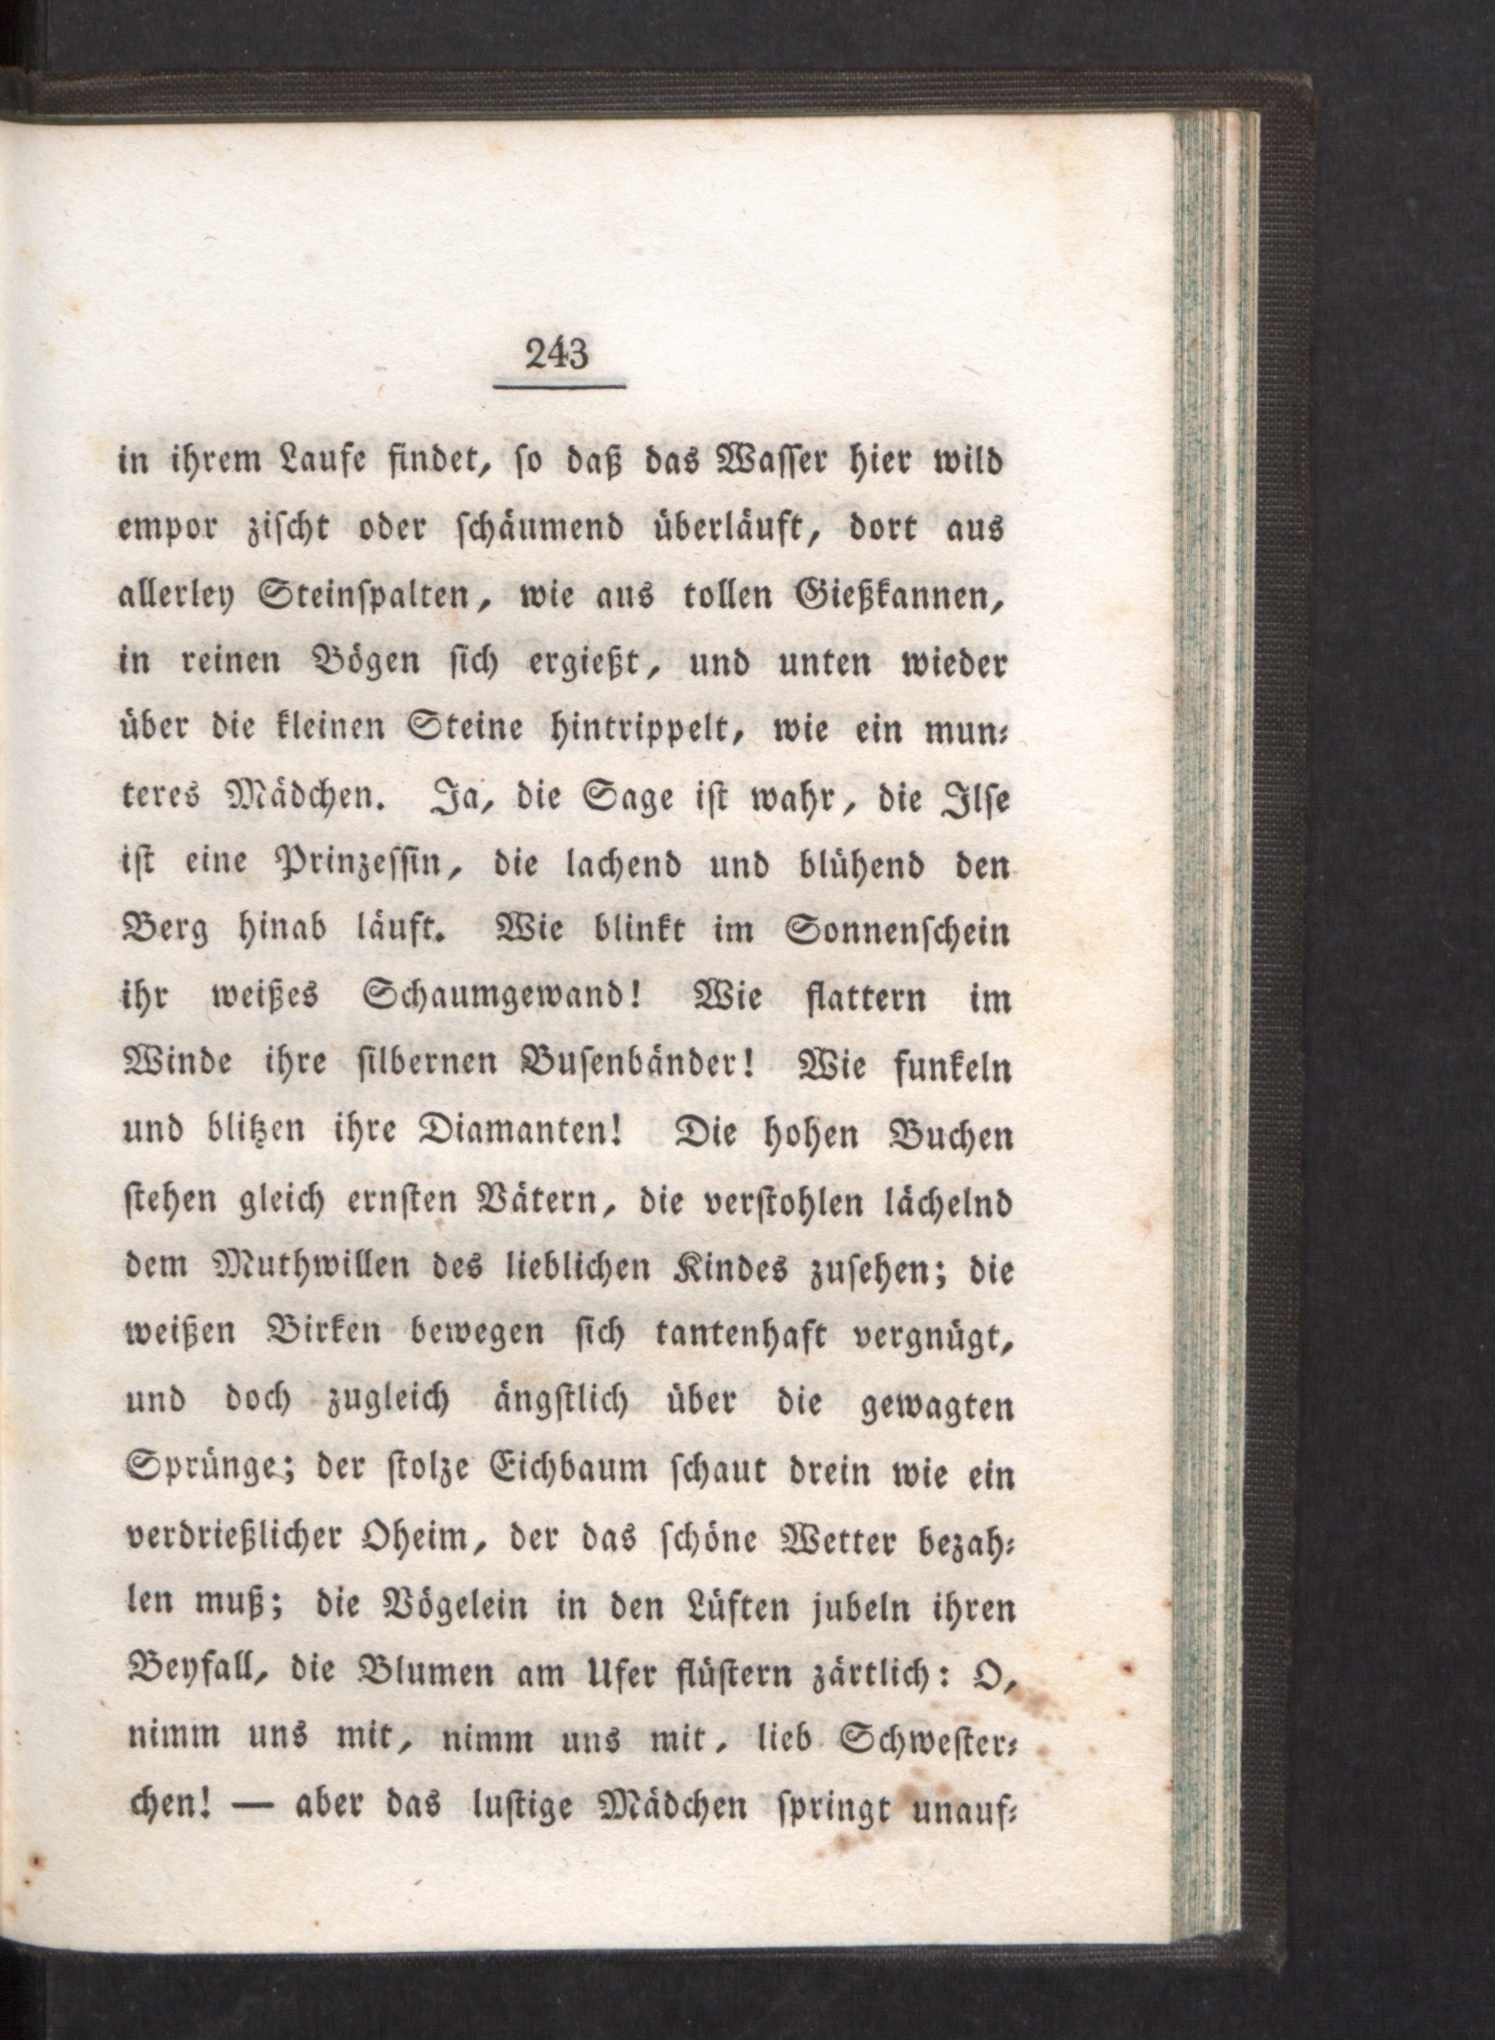 243
in ihrem Laufe findet, so daß das Wasser hier wild
empor zischt oder schäumend überläuft, dort aus
allerley Steinspalten, wie aus tollen Gießkannen,
in reinen Bögen sich ergießt, und unten wieder
über die kleinen Steine hintrippelt, wie ein mun⸗
teres Mädchen. Ja, die Sage ist wahr, die Ilse
ist eine Prinzessin, die lachend und blühend den
Berg hinab läuft. Wie blinkt im Sonnenschein
ihr weißes Schaumgewand! Wie flattern im
Winde ihre silbernen Busenbänder! Wie funkeln
und blitzen ihre Diamanten! Die hohen Buchen
stehen gleich ernsten Vätern, die verstohlen lächelnd
dem Muthwillen des lieblichen Kindes zusehen; die
weißen Birken bewegen sich tantenhaft vergnügt,
und doch zugleich ängstlich über die gewagten
Sprünge; der stolze Eichbaum schaut drein wie ein
verdrießlicher Oheim, der das schöne Wetter bezah⸗
len muß; die Vögelein in den Lüften jubeln ihren
Beyfall, die Blumen am Ufer flüstern zärtlich: O,
nimm uns mit, nimm uns mit, lieb Schwester⸗
chen! — aber das lustige Mädchen springt unauf⸗